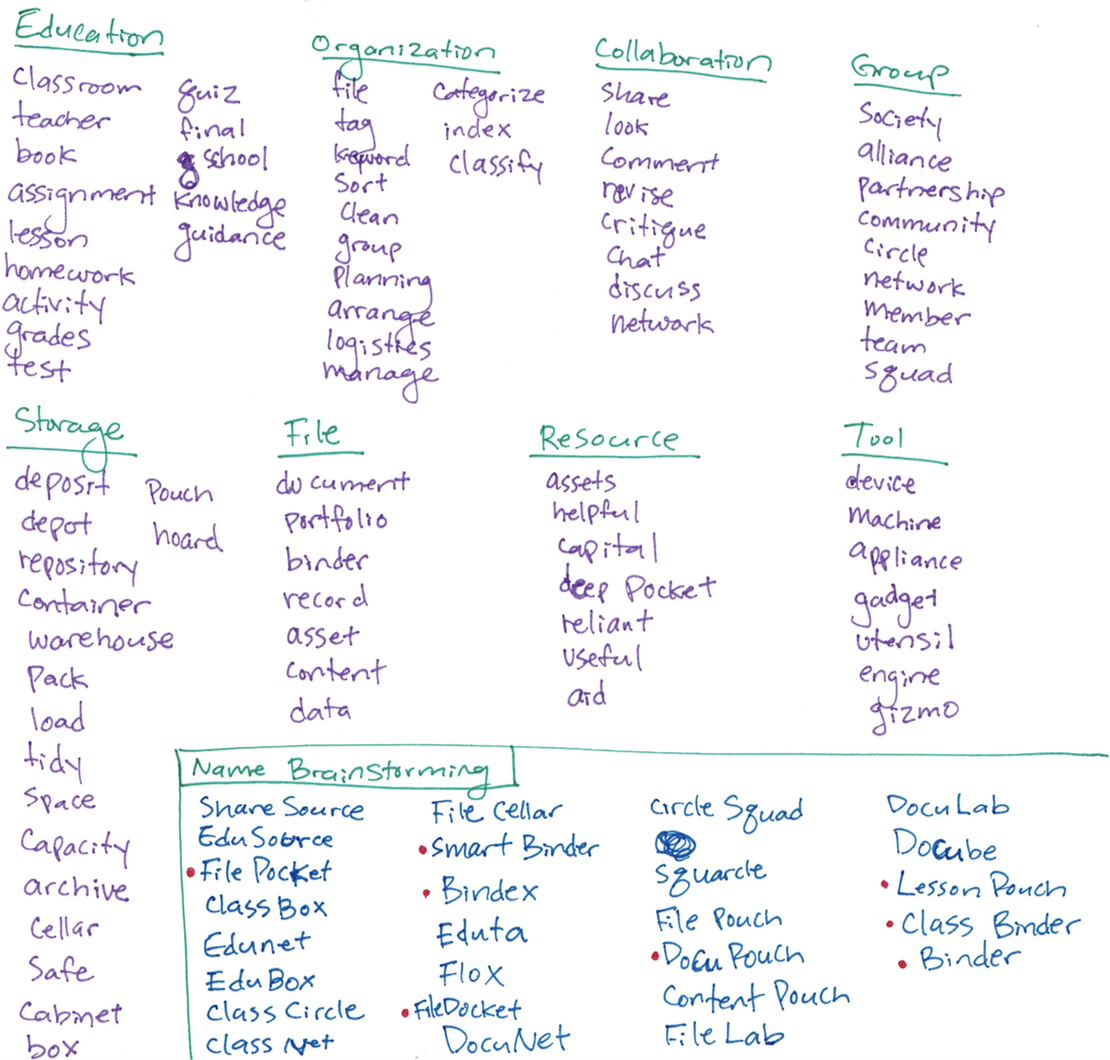 Education
classroom
teacher
book
assignment
lesson
homework
activity
grades
test
quiz
final
school
knowledge
guidance
Organization
file
tag
keyword
Sort
Clean
group
Planning
arrange
logistics
manage
Categorize
index
classify
Collaboration
Share
look
Comment
revise
Critique
Chat
discuss
network
Group
Society
alliance
Partnership
community
Circle
network
Member
team
Squad
Storage
deposit
depot
repository
Container
warehouse
Pack
load
tidy
Space
Capacity
archive
Cellar
Safe
Cabinet
box
Pouch
hoard
File
document
Portfolio
binder
record
asset
Content
data
Resource
assets
helpful
Capital
deep Pocket
reliant
Useful
aid
Tool
device
Machine
appliance
gadget
utensil
engine
gizmo
Name Brainstorming
Share Source
EduSource
• File Pocket
Class Box
Edunet
EduBox
Class Circle
Class Net
File Cellar
• Smart Binder
• Bindex
Eduta
Flox
• FileDocket
DocuNet
Circle Squad
Squarcle
File Pouch
• Docu Pouch
Content Pouch
File Lab
DocuLab
Docube
• Lesson Pouch
• Class Binder
• Binder